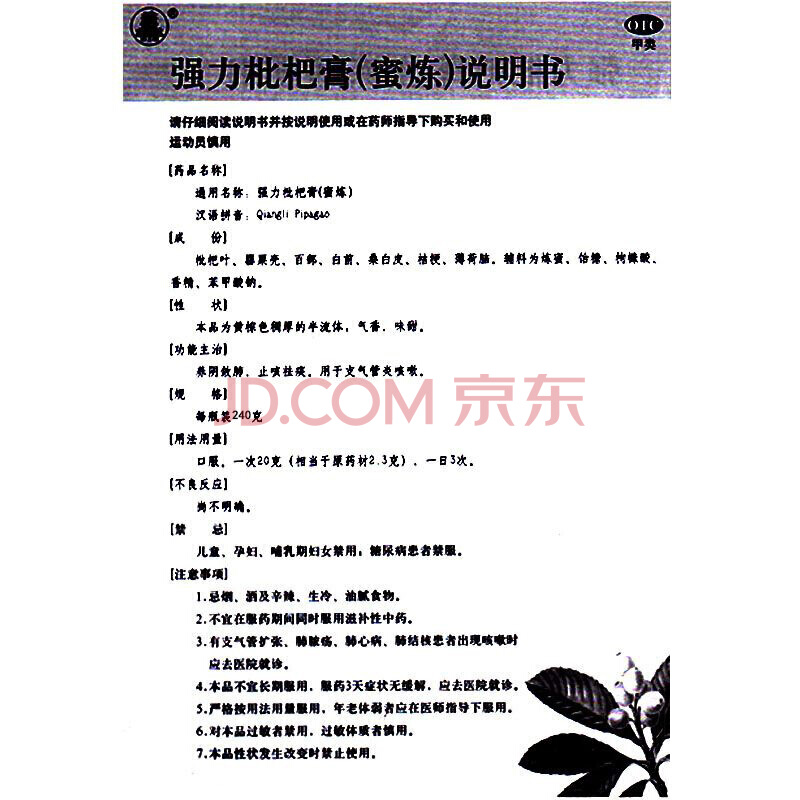 OTC
甲类
强力枇杷膏(蜜炼)说明书
请仔细阅读说明书并按说明使用或在药师指导下购买和使用
运动员慎用
[药品名称]
通用名称：强力枇杷膏(蜜炼)
汉语拼音：Qiangli Pipagao
[成 份]
枇杷叶、罂粟壳、百部、白前、桑白皮、桔梗、薄荷脑。辅料为炼蜜、饴糖、枸橼酸、
香精、苯甲酸钠。
[性 状]
本品为黄棕色稠厚的半流体；气香、味甜。
[功能主治]
养阴敛肺、止咳祛痰。用于支气管炎咳嗽。
[规 格]
每瓶装240克
JD.COM 京东
[用法用量]
口服。一次20克（相当于原药材2.3克），一日3次。
[不良反应]
尚不明确。
[禁 忌]
儿童、孕妇、哺乳期妇女禁用；糖尿病患者禁服。
[注意事项]
1.忌烟、酒及辛辣、生冷、油腻食物。
2.不宜在服药期间同时服用滋补性中药。
3.有支气管扩张、肺脓疡、肺心病、肺结核患者出现咳嗽时
应去医院就诊。
4.本品不宜长期服用，服药3天症状无缓解，应去医院就诊。
5.严格按用法用量服用，年老体弱者应在医师指导下服用。
6.对本品过敏者禁用，过敏体质者慎用。
7.本品性状发生改变时禁止使用。